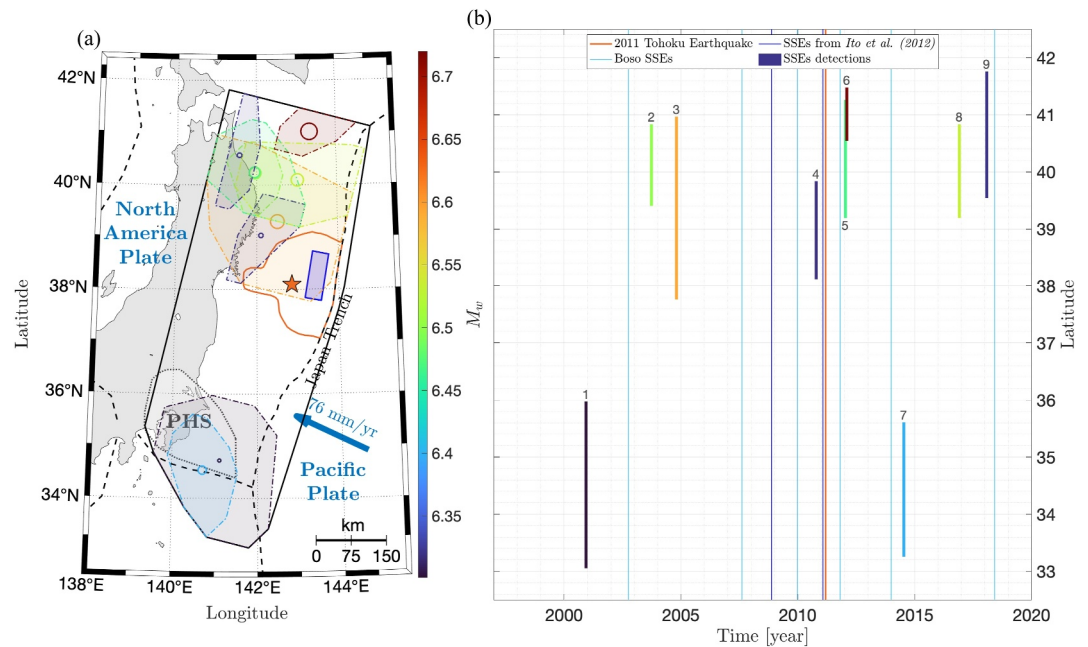 (a)
42°N
40°N
38°N
36°N
34°N
138°E
140°E
142°E
144°E
Latitude
Longitude
North
America
Plate
Japan Trench
PHS
76 mm/yr
Pacific
Plate
km
0 75 150
6.7
6.65
6.6
6.55
6.5
6.45
6.4
6.35
M_w
(b)
2011 Tohoku Earthquake
Boso SSEs
SSEs from Ito et al. (2012)
SSEs detections
1
2
3
4
5
6
7
8
9
42
41
40
39
38
37
36
35
34
33
Latitude
2000
2005
2010
2015
2020
Time [year]